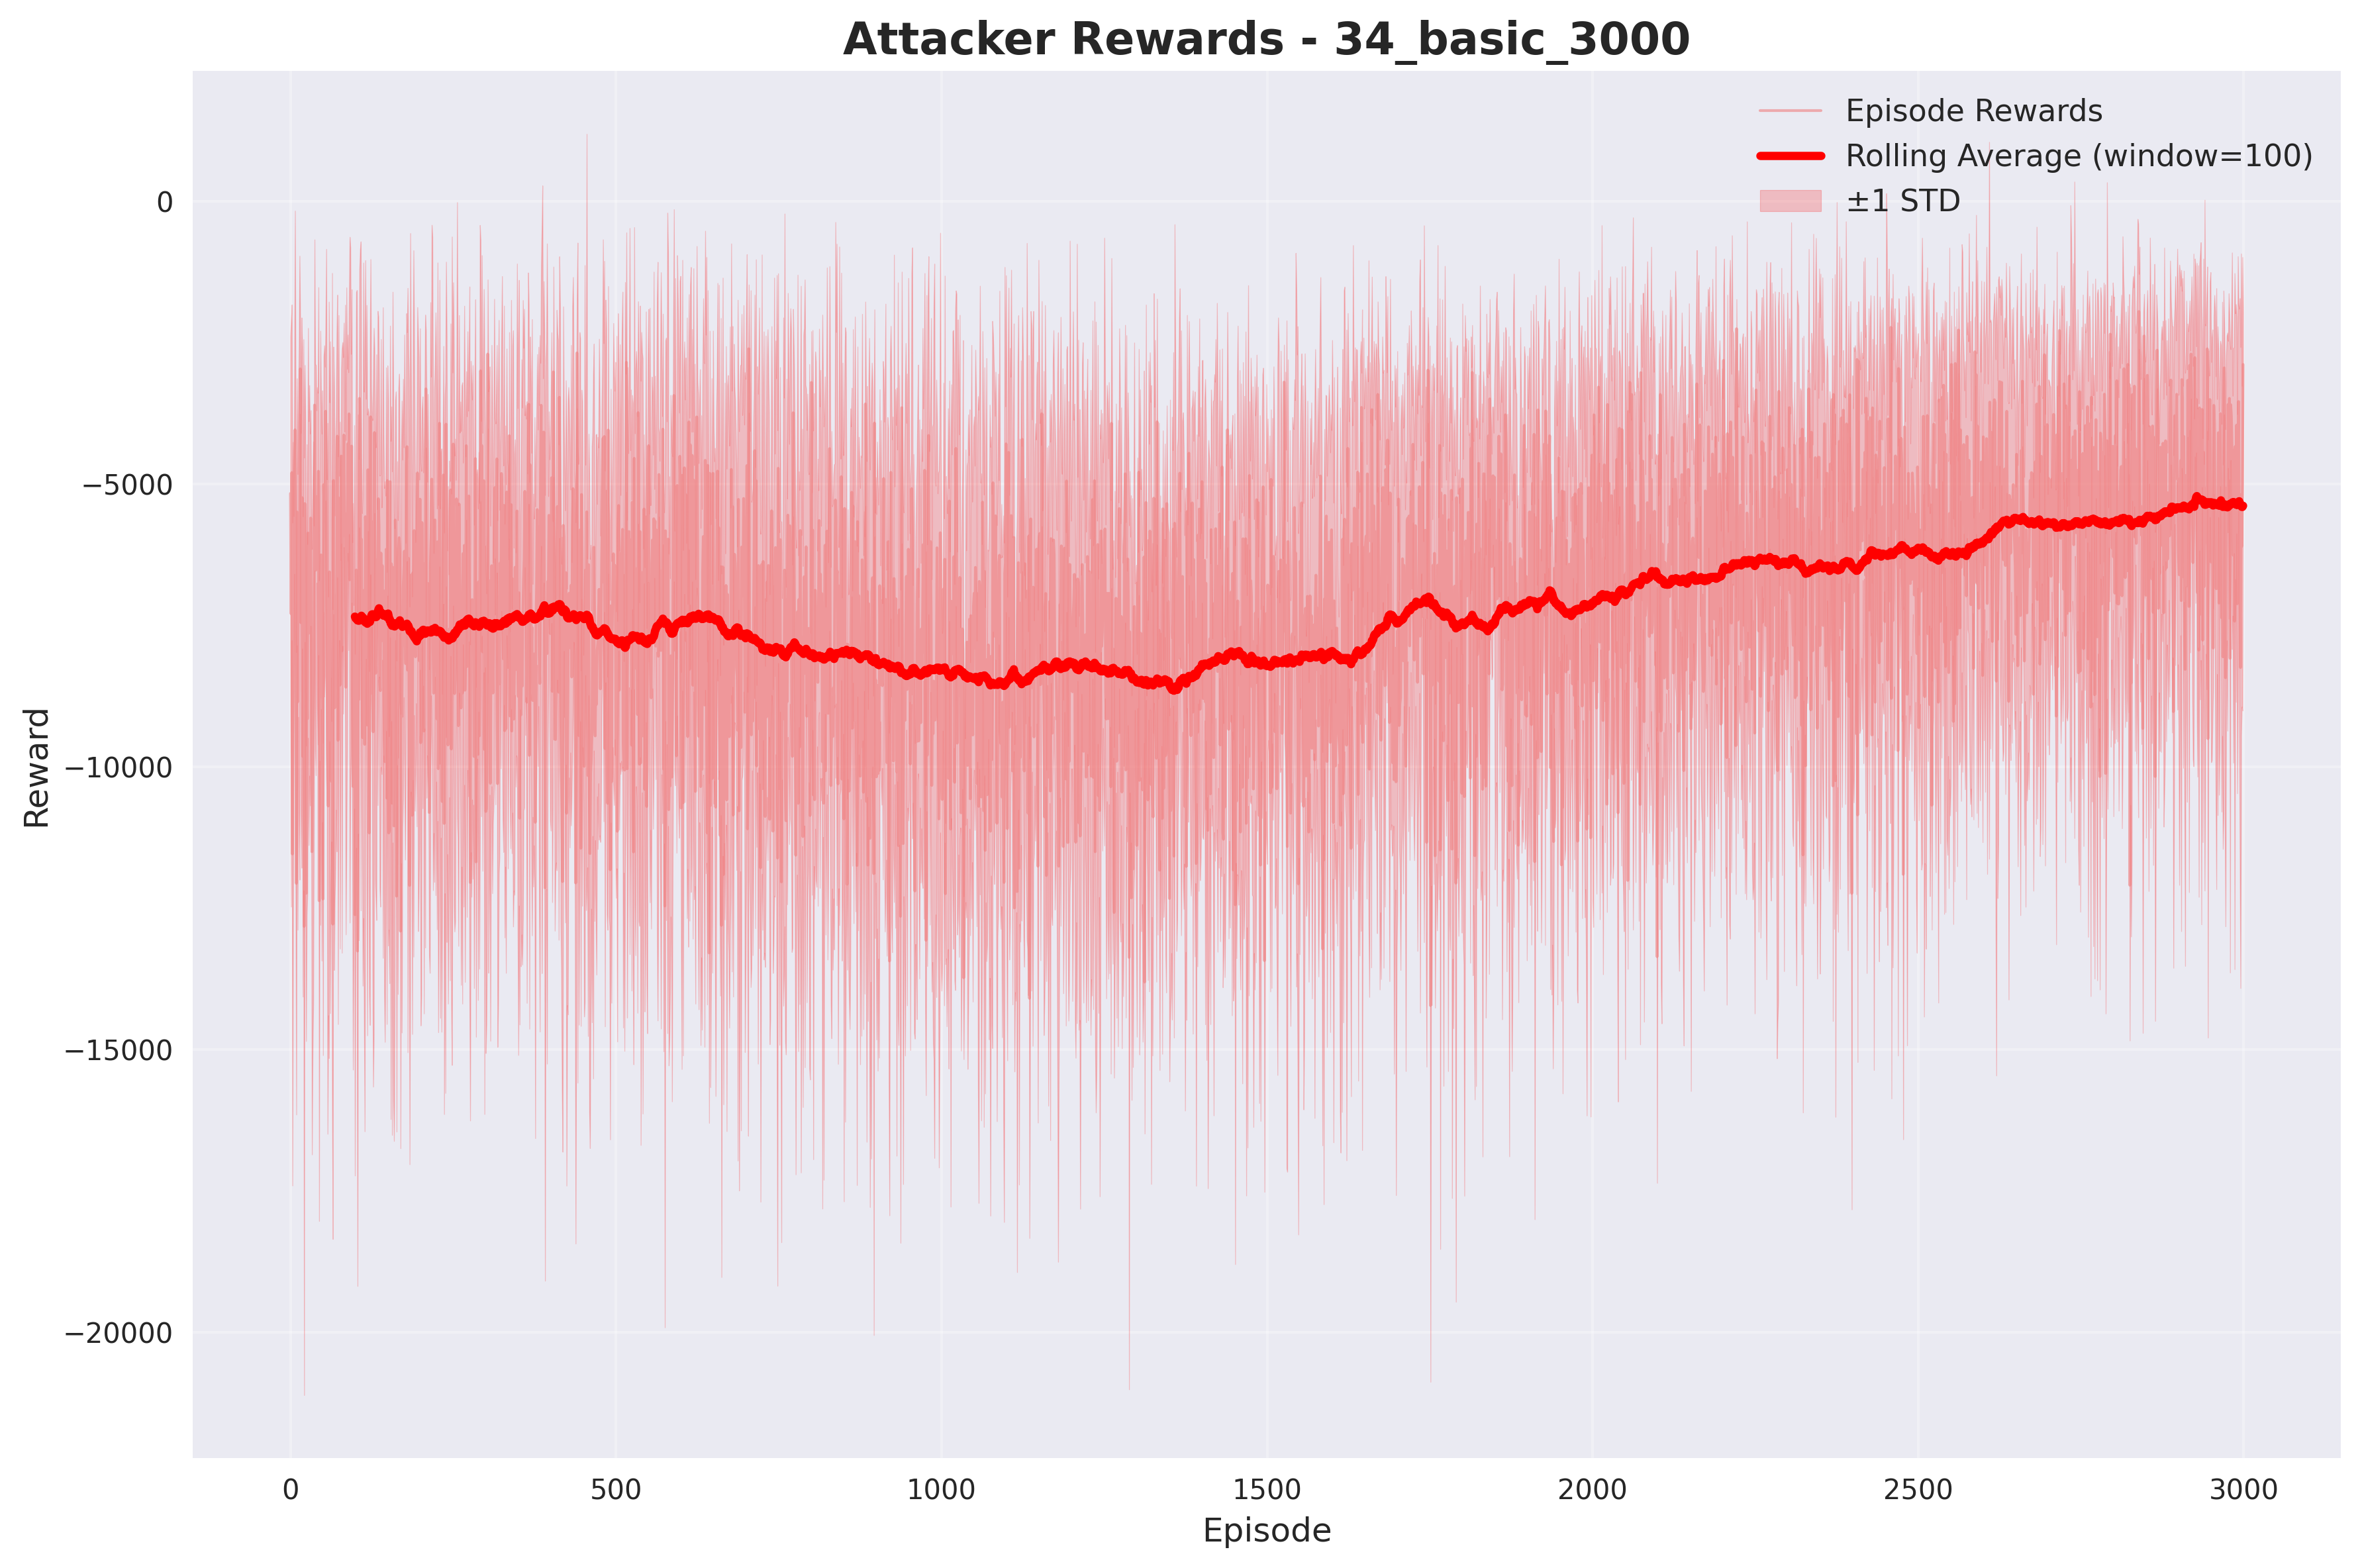 Attacker Rewards - 34_basic_3000
Episode Rewards
Rolling Average (window=100)
±1 STD
0
−5000
−10000
−15000
−20000
Reward
0 500 1000 1500 2000 2500 3000
Episode